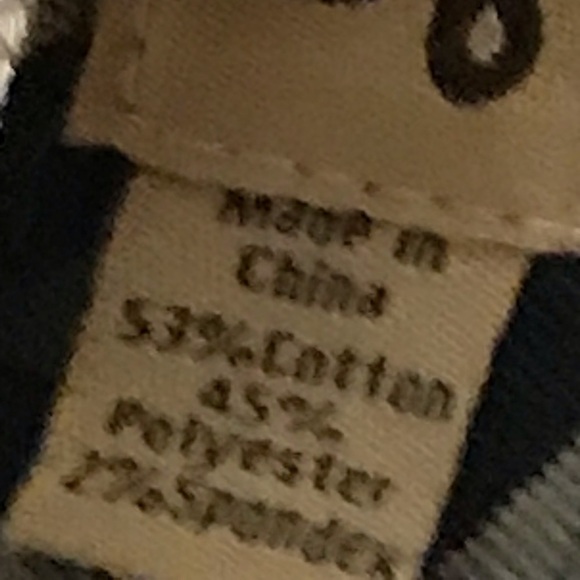 Made in
China
53%Cotton
45%
Polyester
2%Spandex